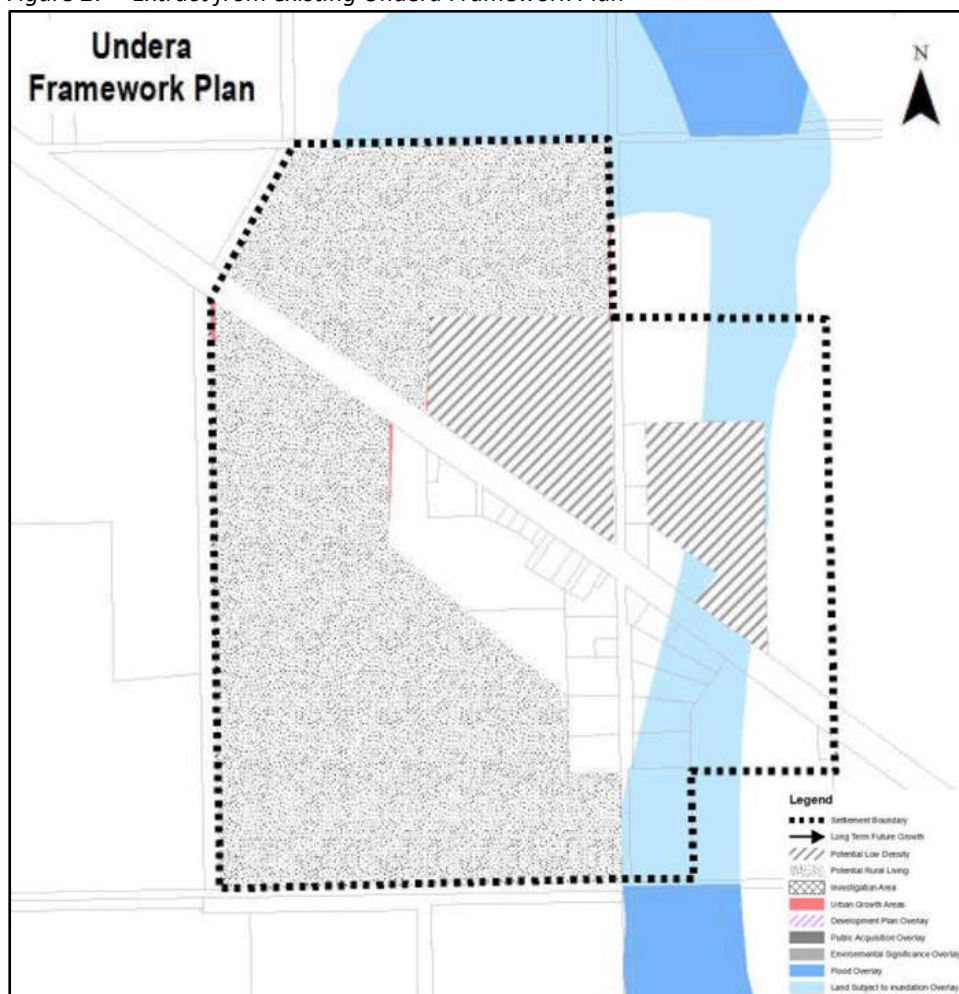 Figure 2: Extract from existing Undera Framework Plan
Undera
Framework Plan
N
Legend
Settlement Boundary
Long Term Future Growth
Potential Low Density
Potential Rural Living
Investigation Area
Urban Growth Areas
Development Plan Overlay
Public Acquisition Overlay
Environmental Significance Overlay
Flood Overlay
Land Subject to Inundation Overlay